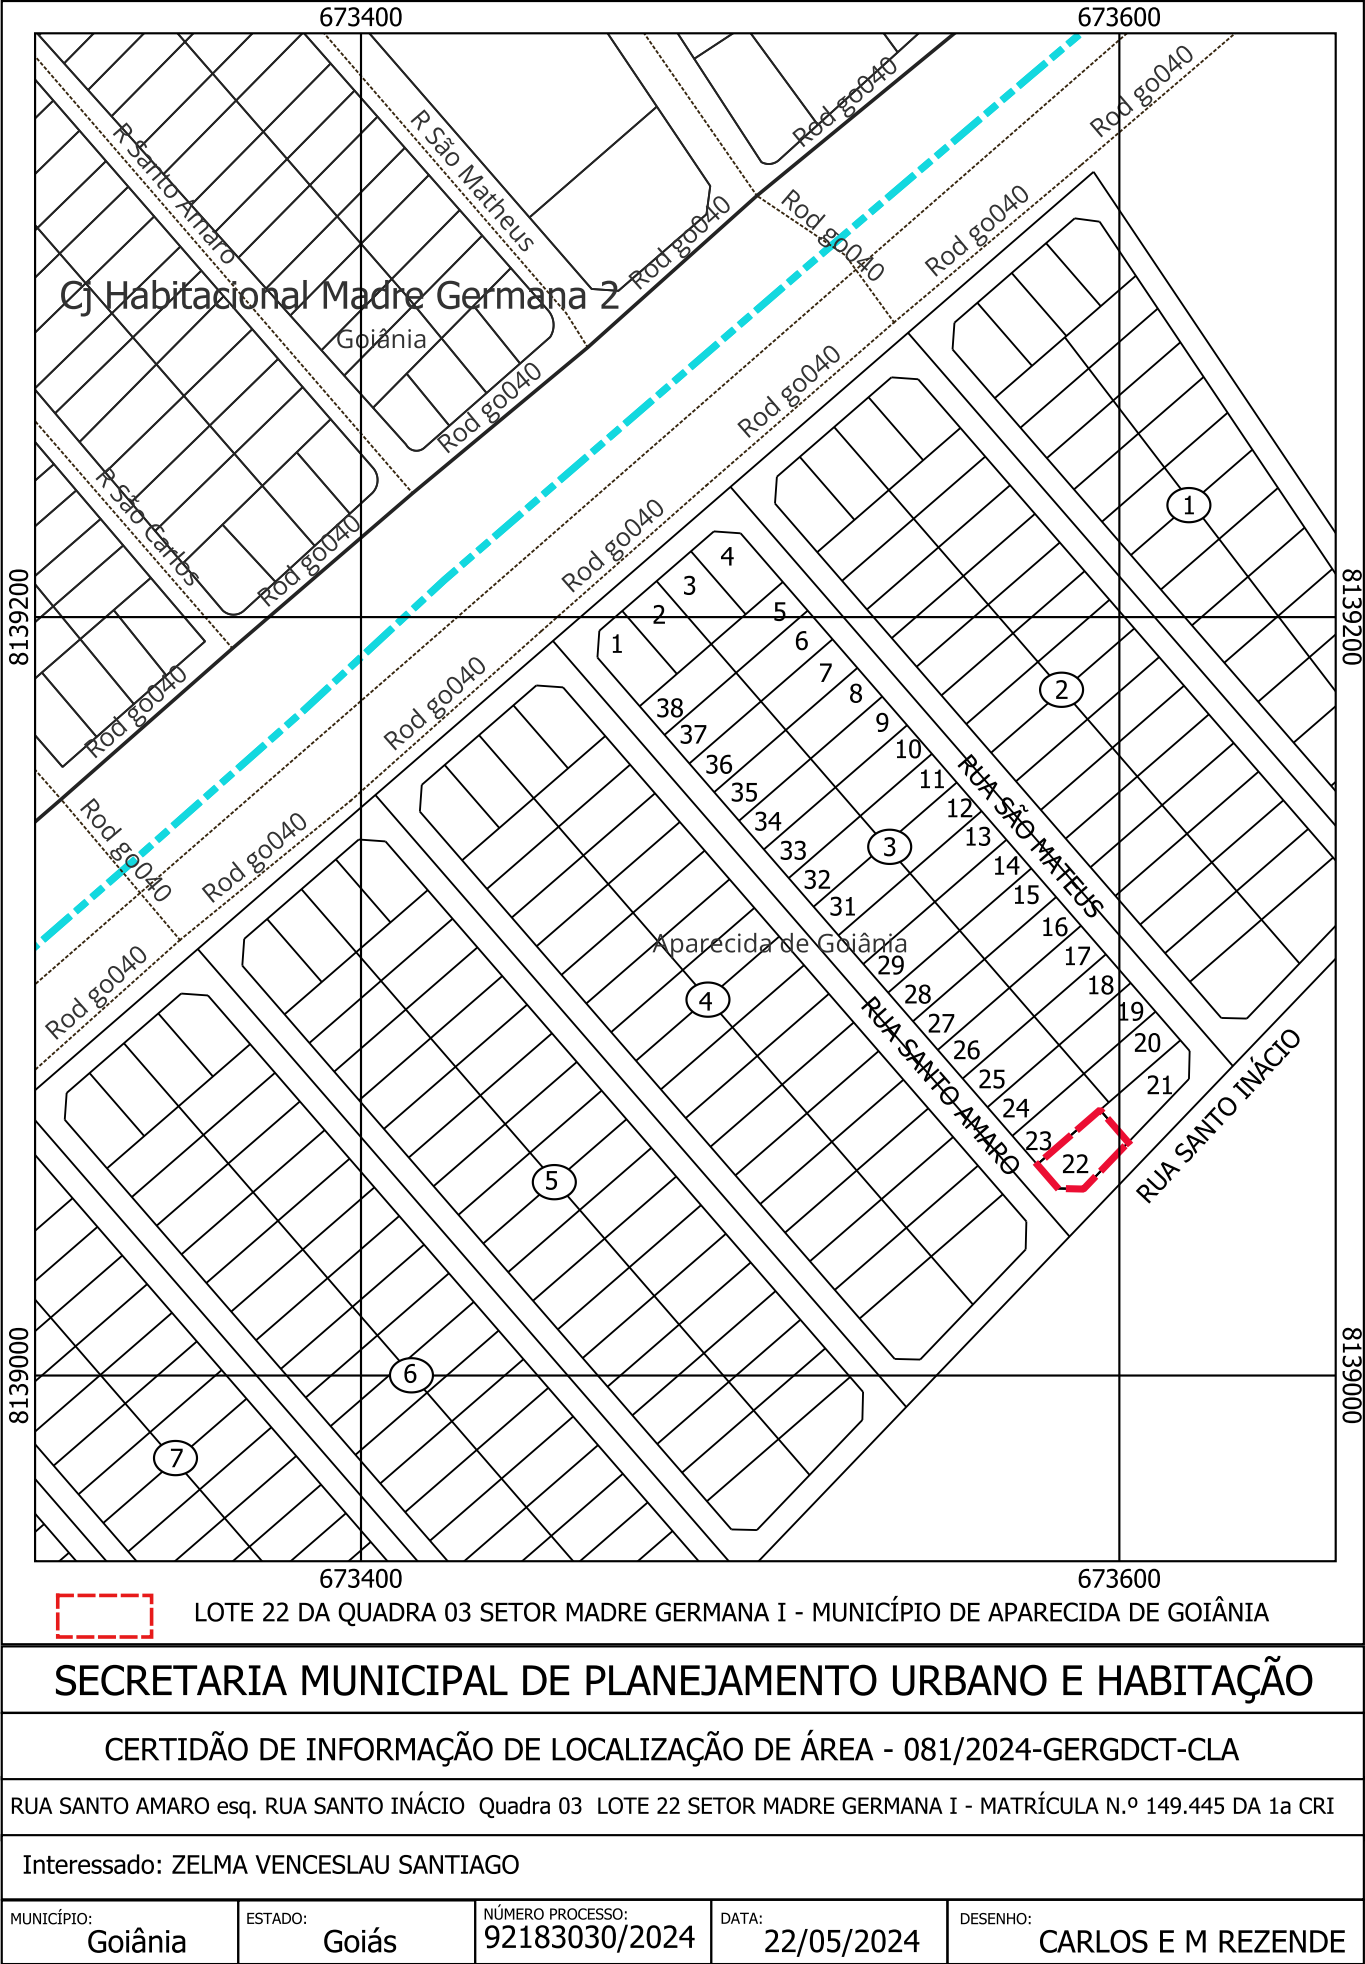 673400
673600
Rod go040
Rod go040
R Santo Amaro
R São Matheus
Rod go040
Rod go040
Rod go040
Cj Habitacional Madre Germana 2
Goiânia
Rod go040
Rod go040
R São Carlos
Rod go040
1
Rod go040
4
3
2
1
5
6
8139200
8139200
Rod go040
Rod go040
7
8
2
38
9
37
10
36
11
RUA SÃO MATEUS
35
12
34
13
3
33
14
Rod go040
Rod go040
32
15
31
16
Aparecida de Goiânia
17
29
18
28
4
19
Rod go040
27
20
26
RUA SANTO AMARO
25
21
24
RUA SANTO INÁCIO
23
22
5
6
8139000
8139000
7
673400
673600
LOTE 22 DA QUADRA 03 SETOR MADRE GERMANA I - MUNICÍPIO DE APARECIDA DE GOIÂNIA
SECRETARIA MUNICIPAL DE PLANEJAMENTO URBANO E HABITAÇÃO
CERTIDÃO DE INFORMAÇÃO DE LOCALIZAÇÃO DE ÁREA - 081/2024-GERGDCT-CLA
RUA SANTO AMARO esq. RUA SANTO INÁCIO Quadra 03 LOTE 22 SETOR MADRE GERMANA I - MATRÍCULA N.º 149.445 DA 1a CRI
Interessado: ZELMA VENCESLAU SANTIAGO
MUNICÍPIO:
Goiânia
ESTADO:
Goiás
NÚMERO PROCESSO:
92183030/2024
DATA:
22/05/2024
DESENHO:
CARLOS E M REZENDE